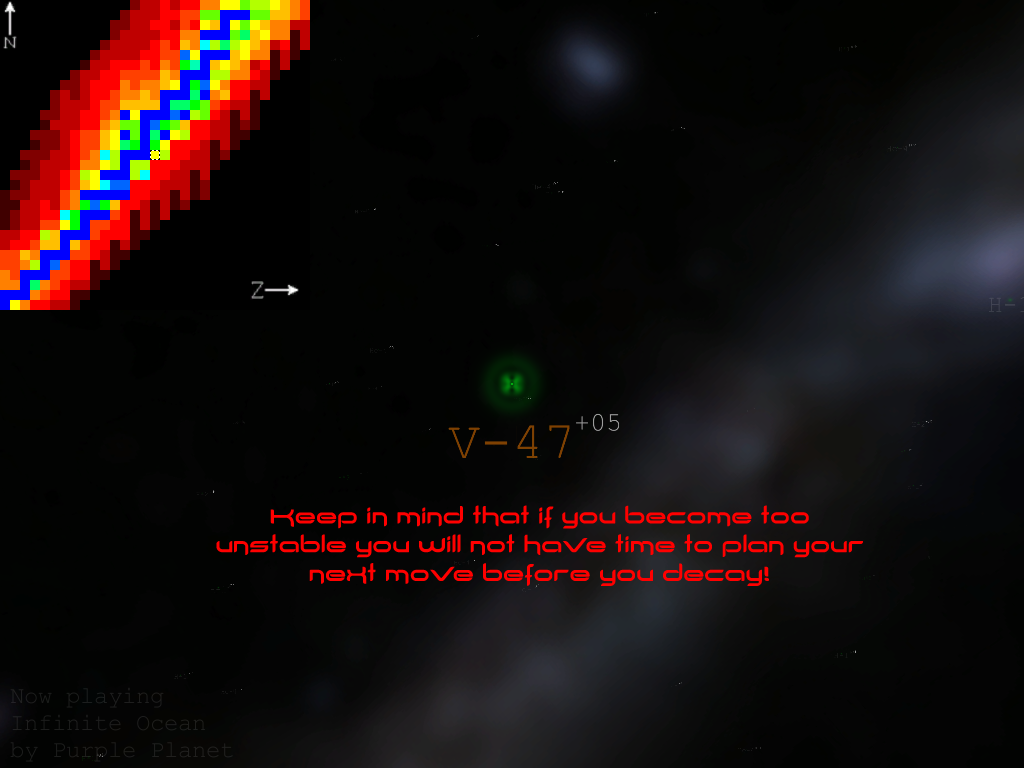 N
Z
H-1
V-47+05
Keep in mind that if you become too
unstable you will not have time to plan your
next move before you decay!
Now playing
Infinite Ocean
by Purple Planet